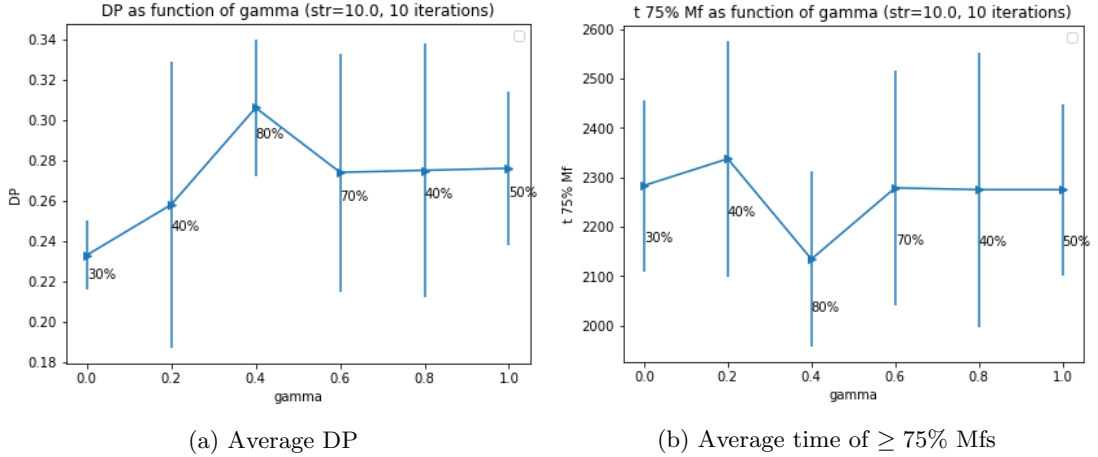 DP as function of gamma (str=10.0, 10 iterations)
0.34
0.32
0.30
0.28
0.26
0.24
0.22
0.20
0.18
DP
30%
40%
80%
70%
40%
50%
0.0 0.2 0.4 0.6 0.8 1.0
gamma
(a) Average DP
t 75% Mf as function of gamma (str=10.0, 10 iterations)
2600
2500
2400
2300
2200
2100
2000
t 75% Mf
30%
40%
80%
70%
40%
50%
0.0 0.2 0.4 0.6 0.8 1.0
gamma
(b) Average time of ≥ 75% Mfs